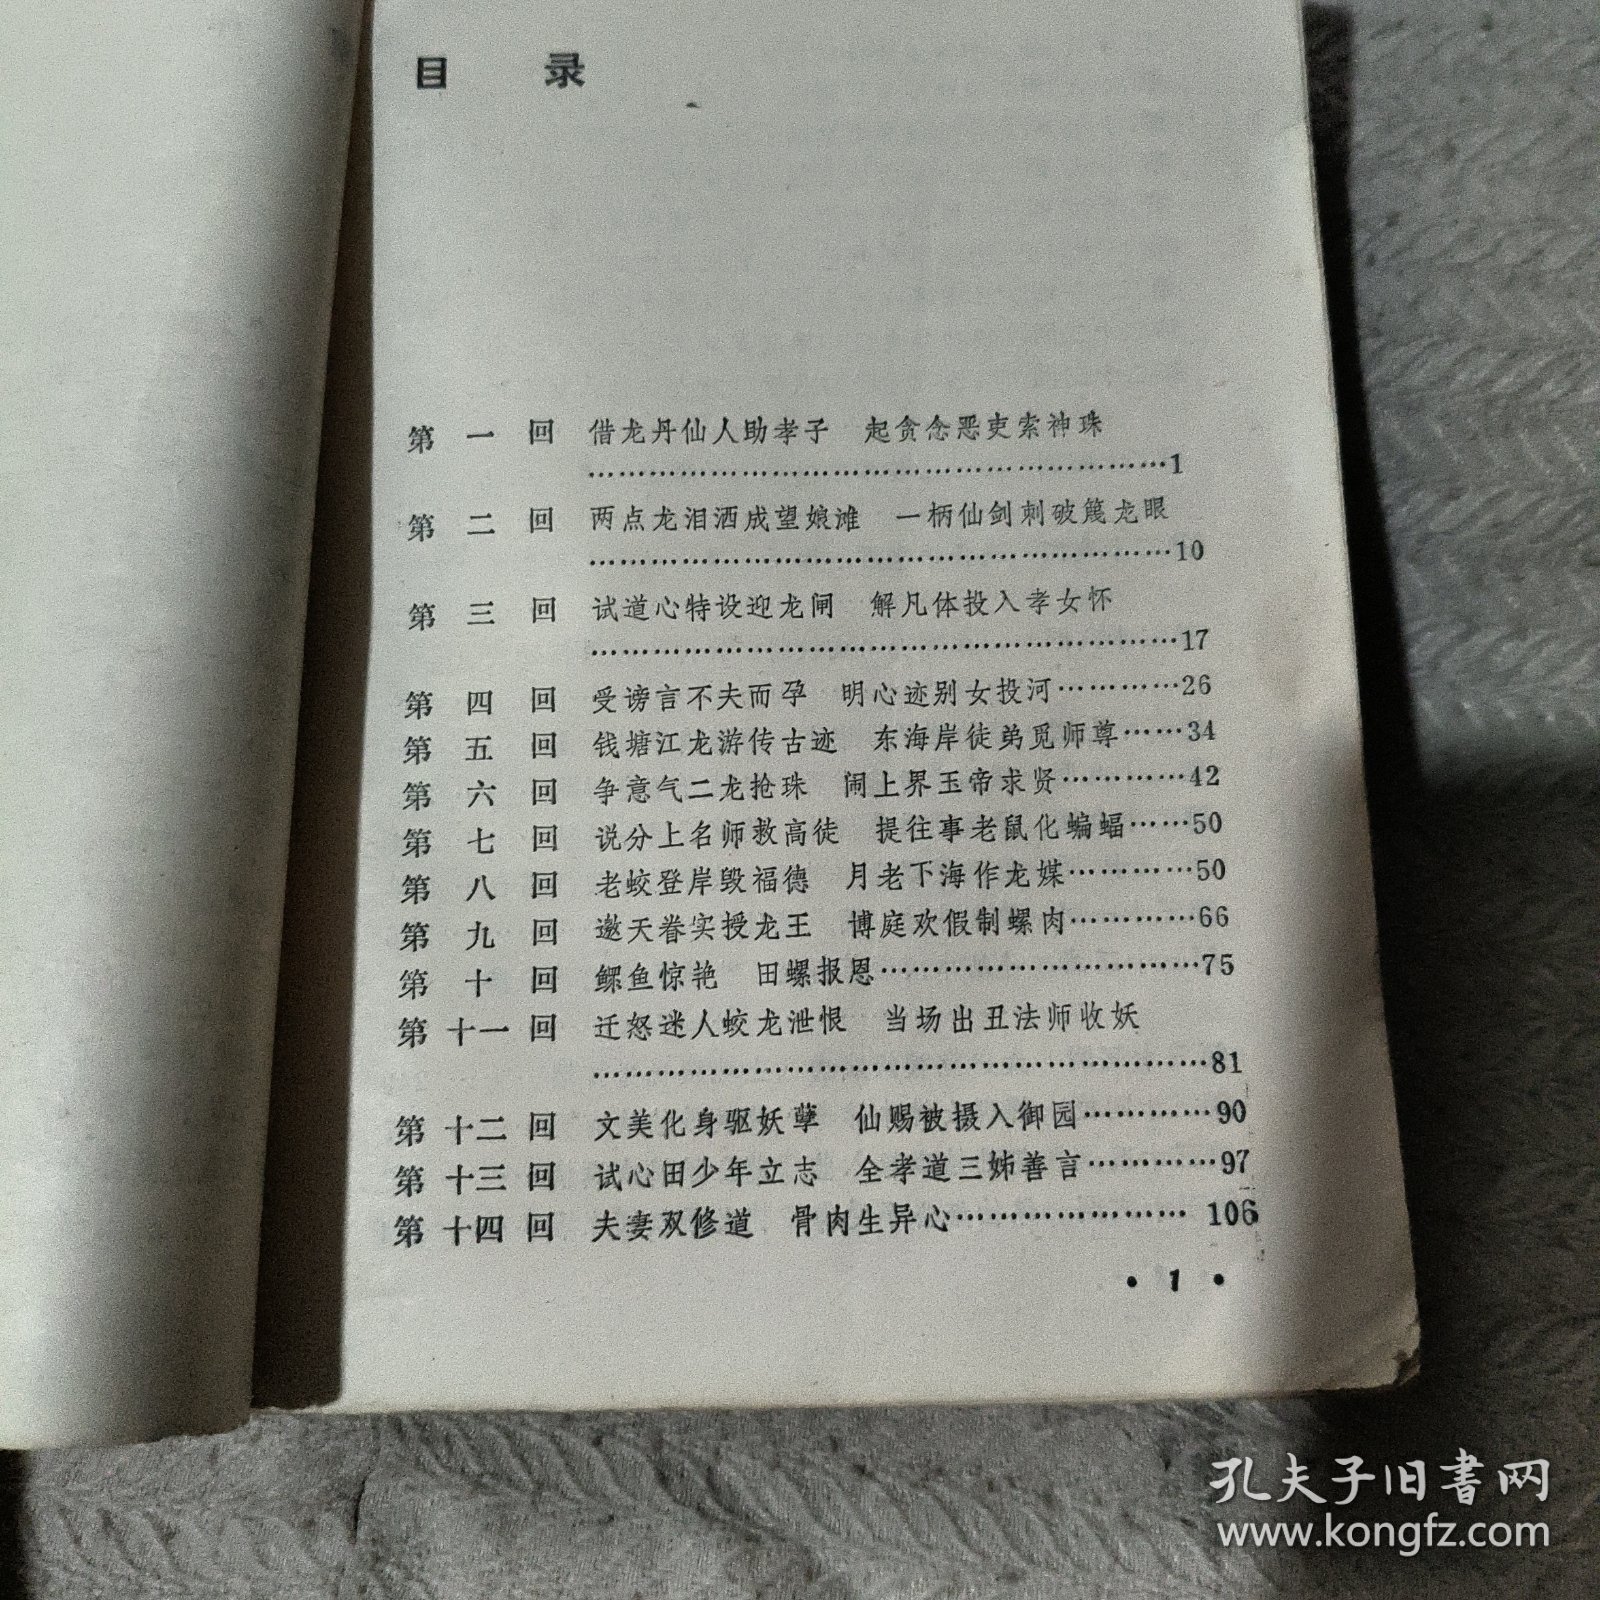 目 录
第一回 借龙丹仙人助孝子 起贪念恶吏索神珠
……………………………………………………1
第二回 两点龙泪洒成望娘滩 一柄仙剑刺破篾龙眼
……………………………………………………10
第三回 试道心特设迎龙闸 解凡体投入孝女怀
……………………………………………………17
第四回 受谤言不夫而孕 明心迹别女投河…………26
第五回 钱塘江龙游传古迹 东海岸徒弟觅师尊……34
第六回 争意气二龙抢珠 闹上界玉帝求贤…………42
第七回 说分上名师救高徒 提往事老鼠化蝙蝠……50
第八回 老蛟登岸毁福德 月老下海作龙媒…………50
第九回 邀天眷实授龙王 博庭欢假制螺肉…………66
第十回 鳏鱼惊艳 田螺报恩…………………………75
第十一回 迁怒迷人蛟龙泄恨 当场出丑法师收妖
……………………………………………………81
第十二回 文美化身驱妖孽 仙赐被摄入御园…………90
第十三回 试心田少年立志 全孝道三姊善言…………97
第十四回 夫妻双修道 骨肉生异心………………… 106
• 1 •
孔夫子旧書网
www.kongfz.com